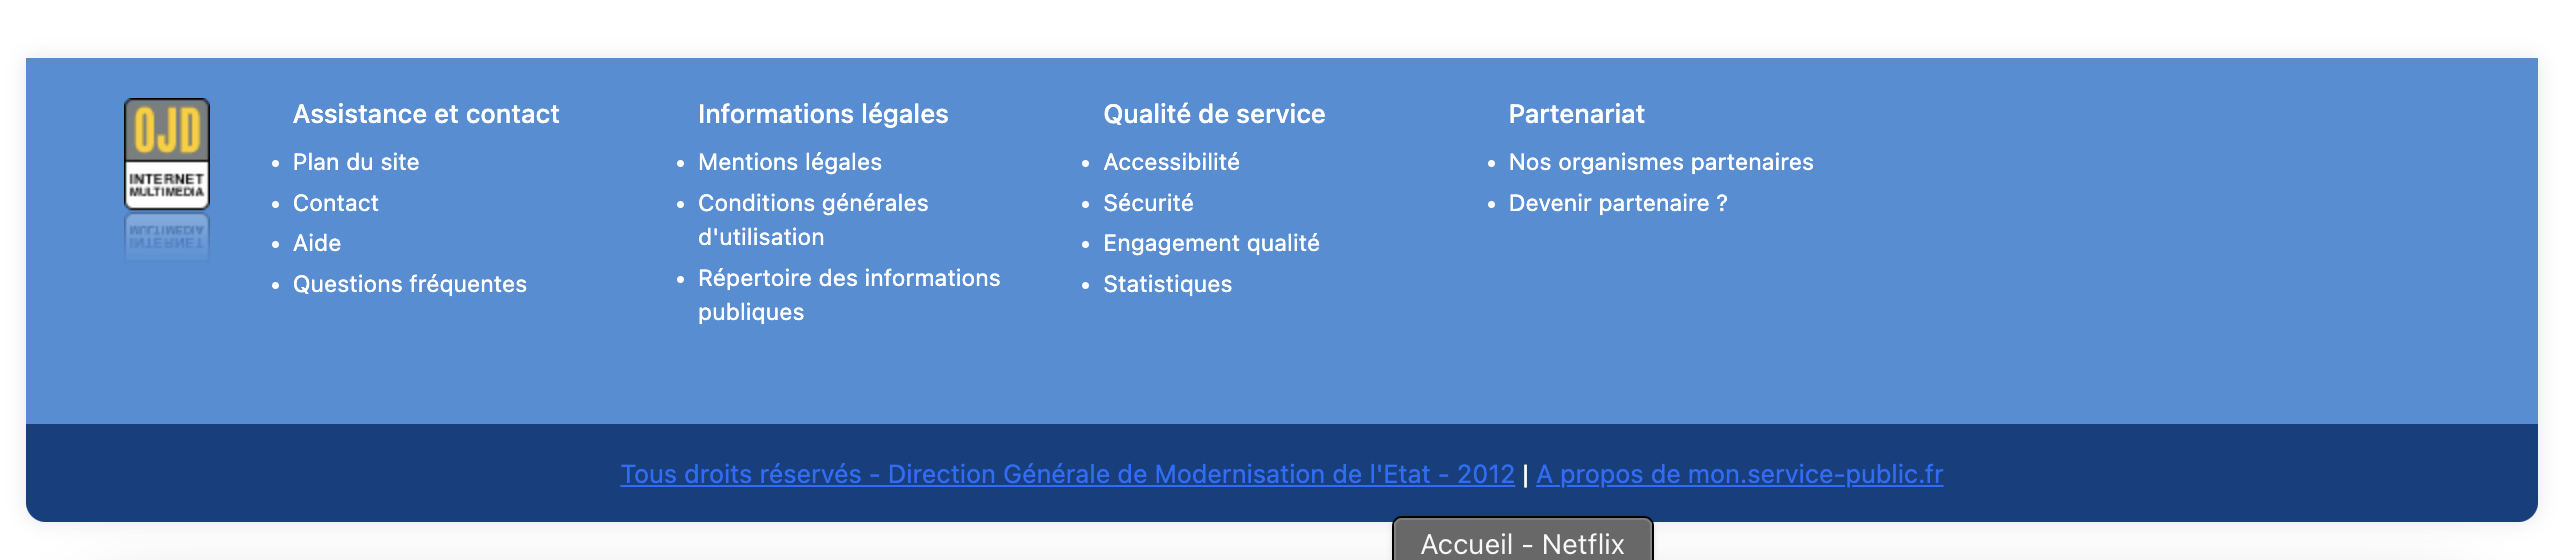 OJD
INTERNET
MULTIMEDIA
Assistance et contact
• Plan du site
• Contact
• Aide
• Questions fréquentes
Informations légales
• Mentions légales
• Conditions générales
d'utilisation
• Répertoire des informations
publiques
Qualité de service
• Accessibilité
• Sécurité
• Engagement qualité
• Statistiques
Partenariat
• Nos organismes partenaires
• Devenir partenaire ?
Tous droits réservés - Direction Générale de Modernisation de l'Etat - 2012 | A propos de mon.service-public.fr
Accueil - Netflix